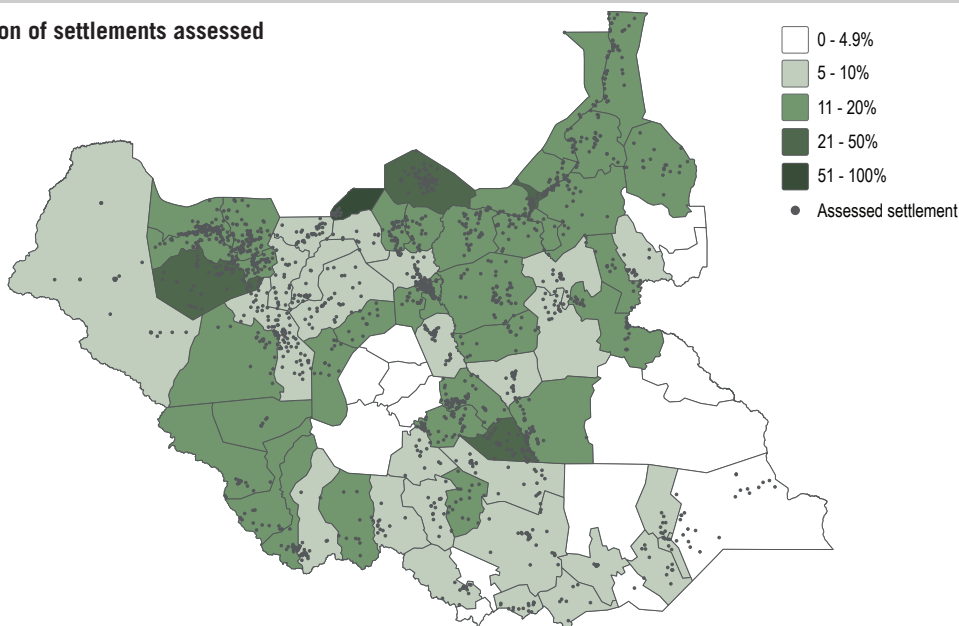 on of settlements assessed
0 - 4.9%
5 - 10%
11 - 20%
21 - 50%
51 - 100%
Assessed settlement